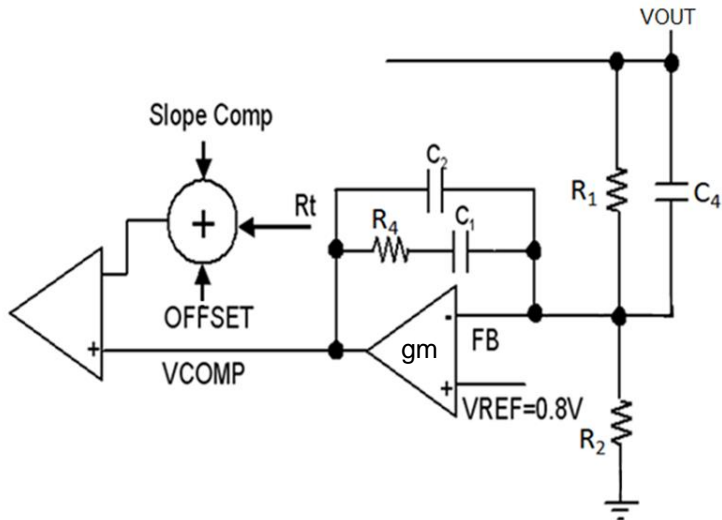 VOUT
Slope Comp
C2
R4
C1
Rt
R1
C4
+
OFFSET
+
VCOMP
gm
-
FB
+
VREF=0.8V
R2